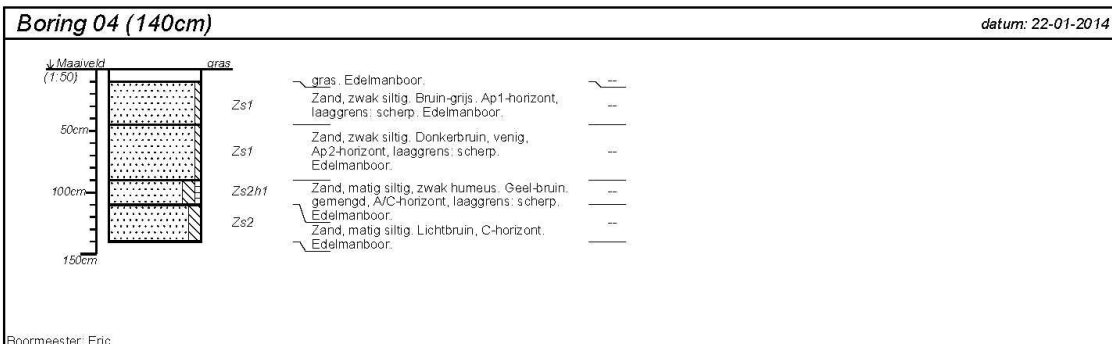 Boring 04 (140cm)
datum: 22-01-2014
Maaiveld
gras
(1:50)
gras. Edelmanboor.
--
Zs1
Zand, zwak siltig. Bruin-grijs. Ap1-horizont,
laaggrens: scherp. Edelmanboor.
--
50cm
Zs1
Zand, zwak siltig. Donkerbruin, venig,
Ap2-horizont, laaggrens: scherp.
Edelmanboor.
--
100cm
Zs2h1
Zand, matig siltig, zwak humeus. Geel-bruin.
gemengd, A/C-horizont, laaggrens: scherp.
Edelmanboor.
--
Zs2
Zand, matig siltig. Lichtbruin, C-horizont.
Edelmanboor.
--
150cm
Boormeester: Eric